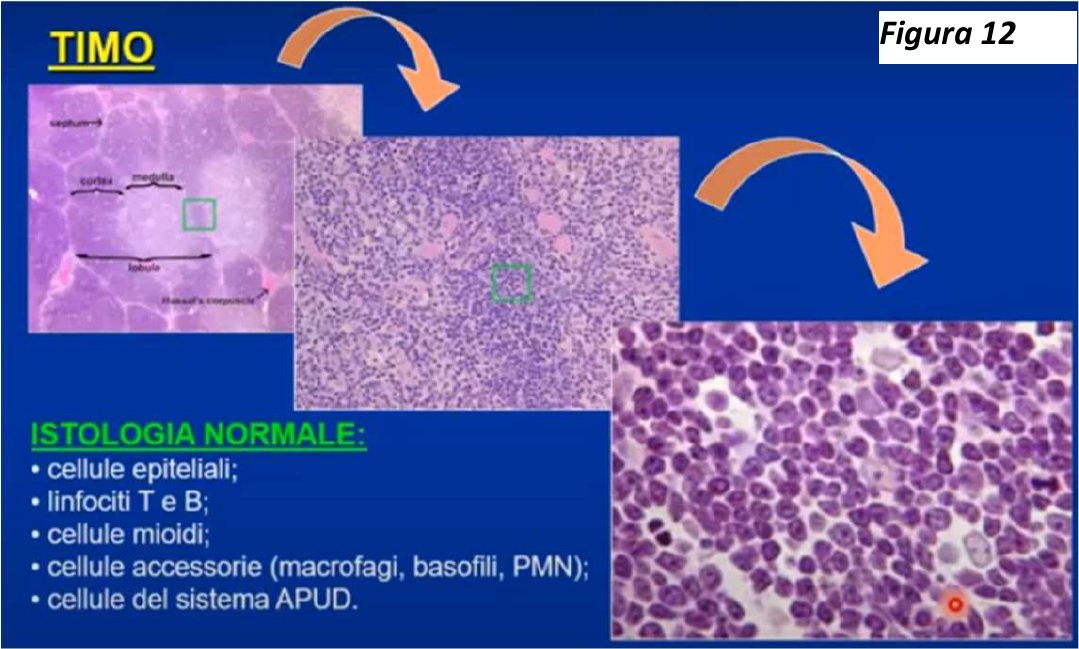 TIMO
Figura 12
septum
cortex
medulla
lobule
Hassal's corpuscle
ISTOLOGIA NORMALE:
• cellule epiteliali;
• linfociti T e B;
• cellule mioidi;
• cellule accessorie (macrofagi, basofili, PMN);
• cellule del sistema APUD.